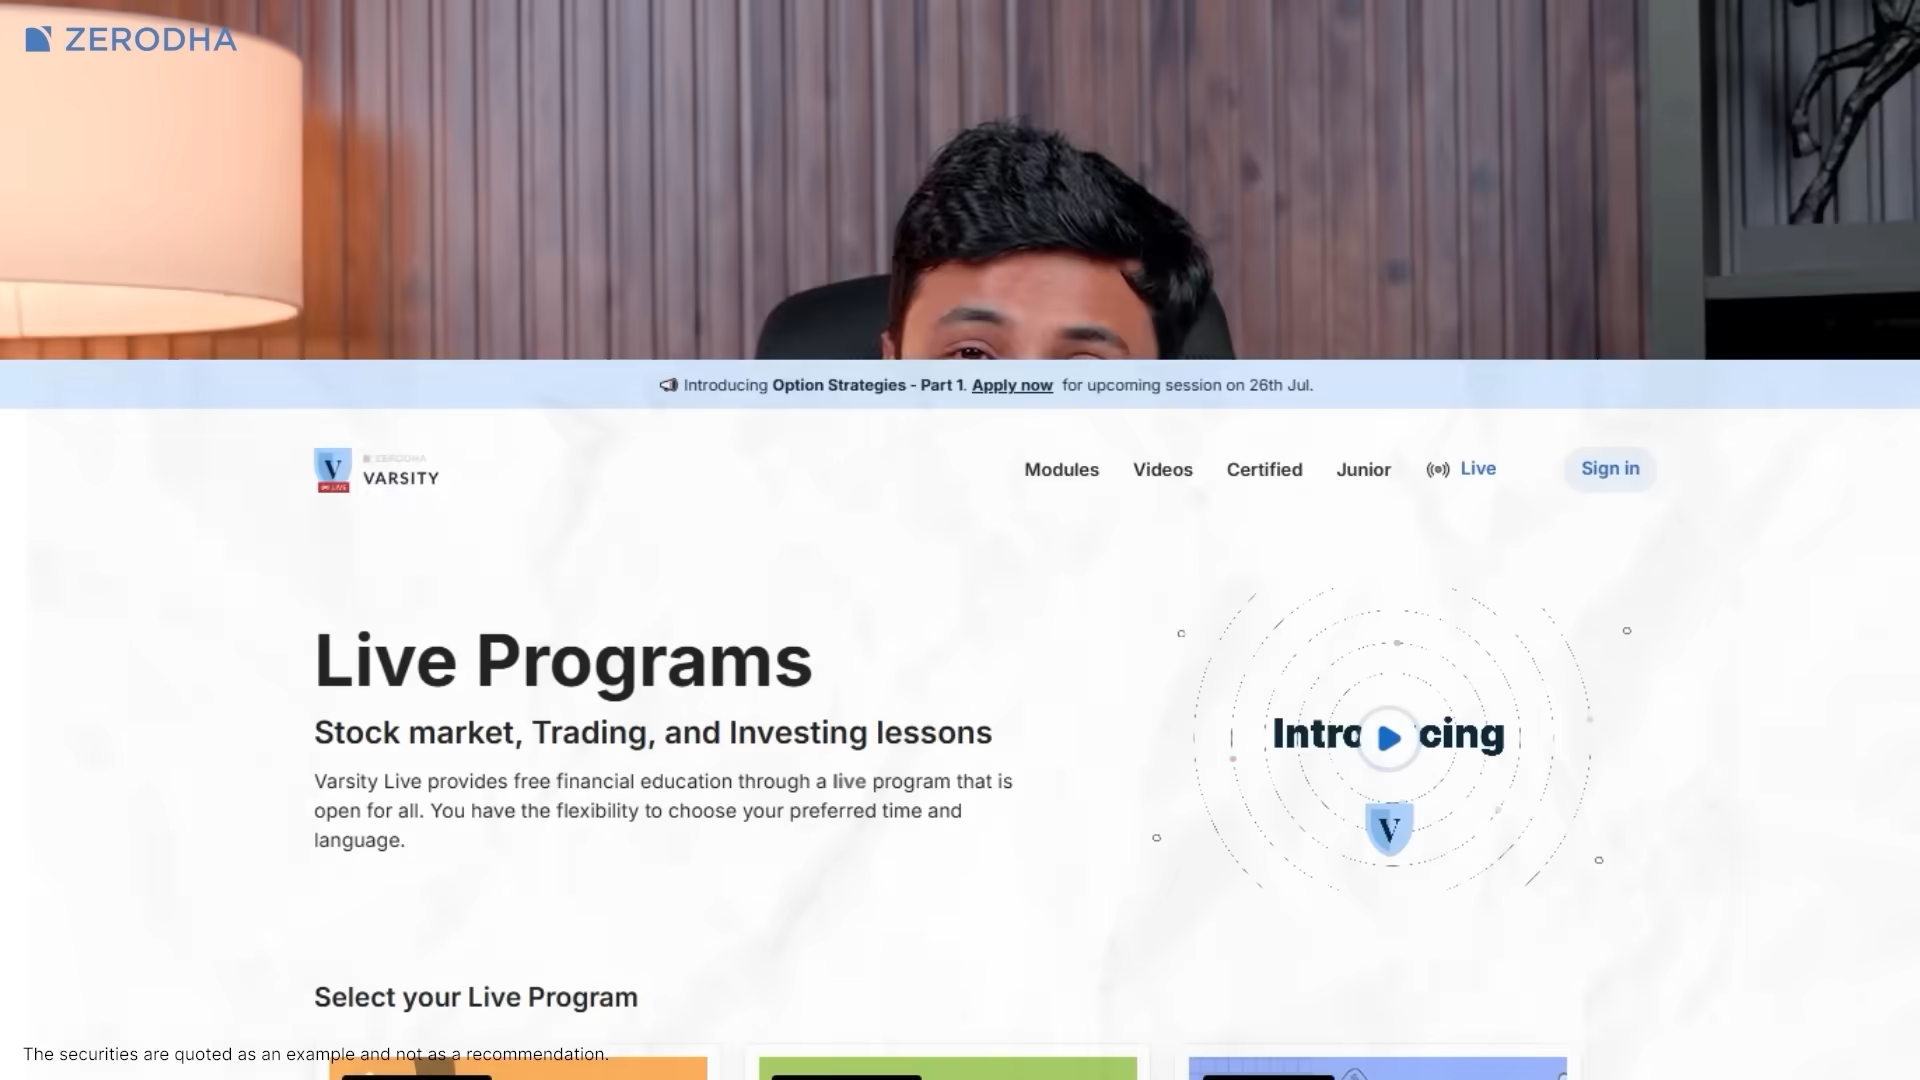 ZERODHA
Introducing Option Strategies - Part 1. Apply now for upcoming session on 26th Jul.
ZERODHA
VARSITY
LIVE
Modules Videos Certified Junior Live Sign in
Live Programs
Stock market, Trading, and Investing lessons
Varsity Live provides free financial education through a live program that is
open for all. You have the flexibility to choose your preferred time and
language.
V
Select your Live Program
The securities are quoted as an example and not as a recommendation.